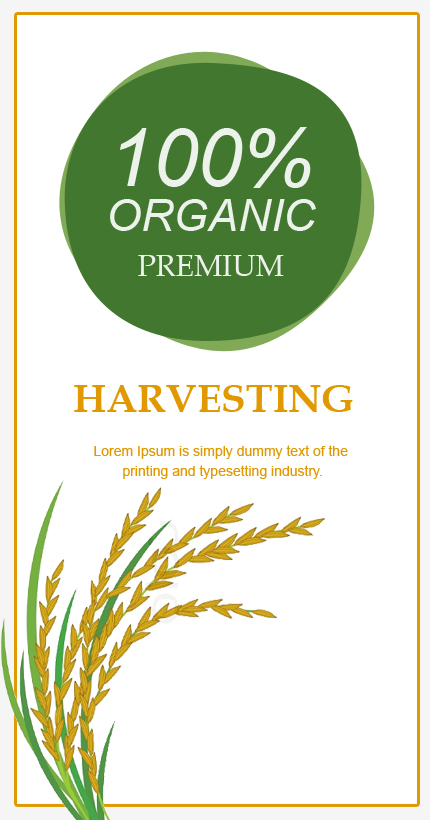 100%
ORGANIC
PREMIUM
HARVESTING
Lorem Ipsum is simply dummy text of the
printing and typesetting industry.